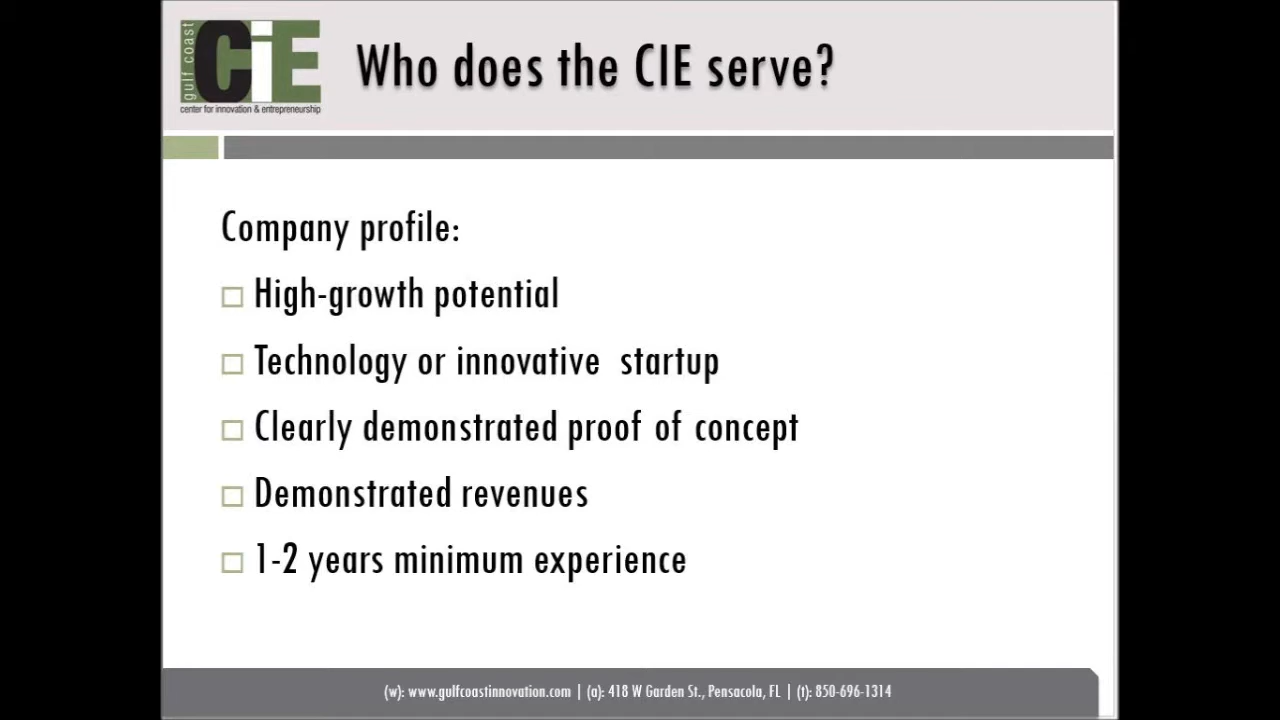 gulf coast
CiE
center for innovation & entrepreneurship
Who does the CIE serve?
Company profile:
High-growth potential
Technology or innovative  startup
Clearly demonstrated proof of concept
Demonstrated revenues
1-2 years minimum experience
(w): www.gulfcoastinnovation.com | (a): 418 W Garden St., Pensacola, FL | (t): 850-696-1314